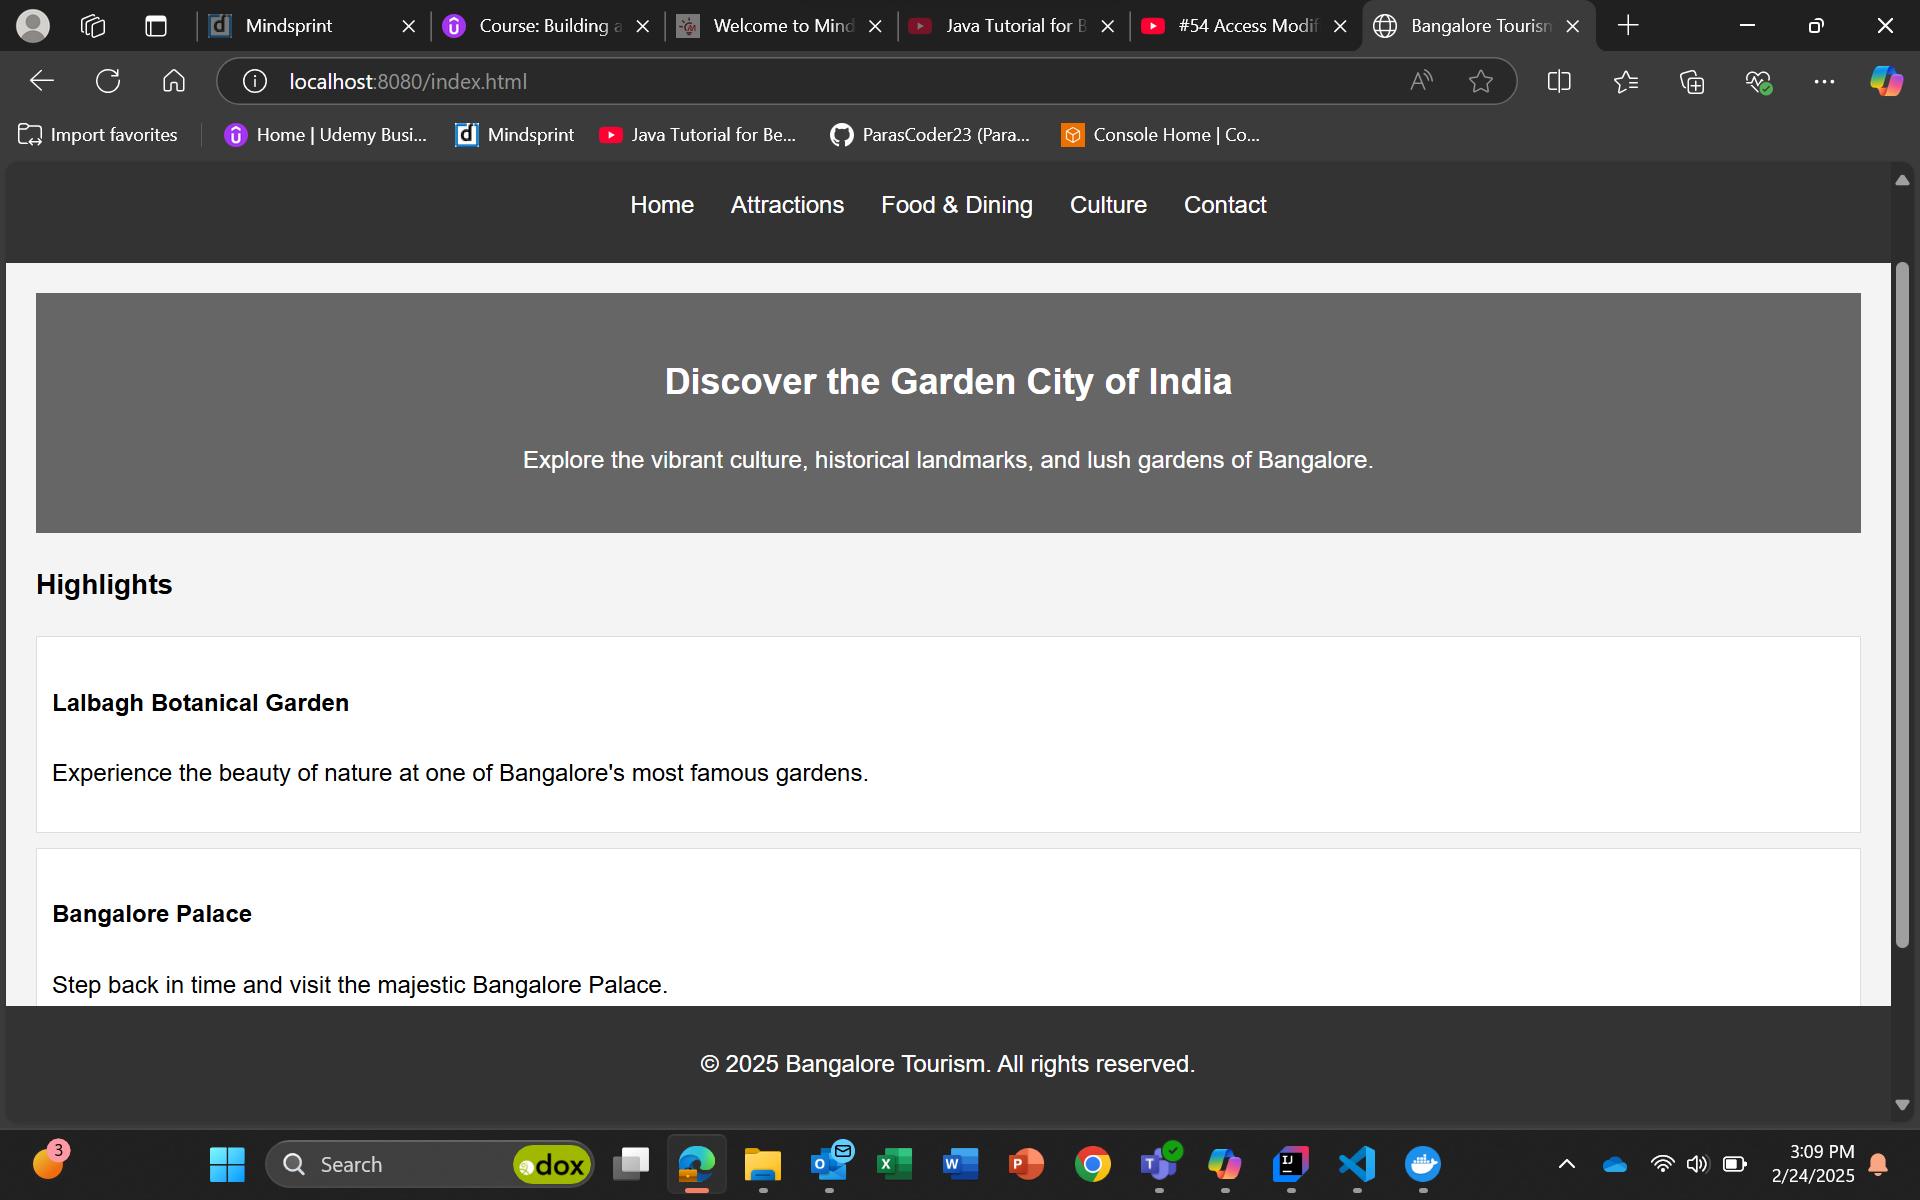 Mindsprint
Course: Building a
Welcome to Mind
Java Tutorial for B
#54 Access Modif
Bangalore Tourism
localhost:8080/index.html
Import favorites
Home | Udemy Busi...
Mindsprint
Java Tutorial for Be...
ParasCoder23 (Para...
Console Home | Co...
Home Attractions Food & Dining Culture Contact
Discover the Garden City of India
Explore the vibrant culture, historical landmarks, and lush gardens of Bangalore.
Highlights
Lalbagh Botanical Garden
Experience the beauty of nature at one of Bangalore's most famous gardens.
Bangalore Palace
Step back in time and visit the majestic Bangalore Palace.
© 2025 Bangalore Tourism. All rights reserved.
3
Search
dox
3:09 PM
2/24/2025